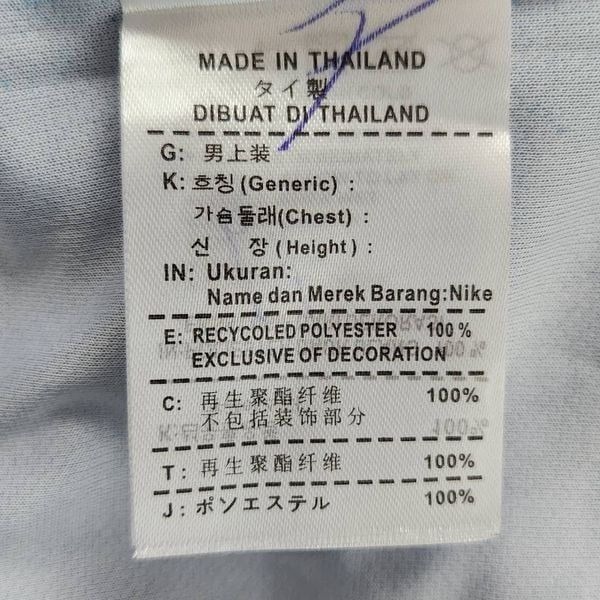 MADE IN THAILAND
タイ製
DIBUAT DI THAILAND
G: 男上装
K: 흐칭 (Generic) :
가슴둘래(Chest) :
신 장 (Height) :
IN: Ukuran:
Name dan Merek Barang:Nike
E: RECYCOLED POLYESTER 100 %
EXCLUSIVE OF DECORATION
C: 再生聚酯纤维 100%
不包括装饰部分
T: 再生聚酯纤维 100%
J: ポソエステル 100%